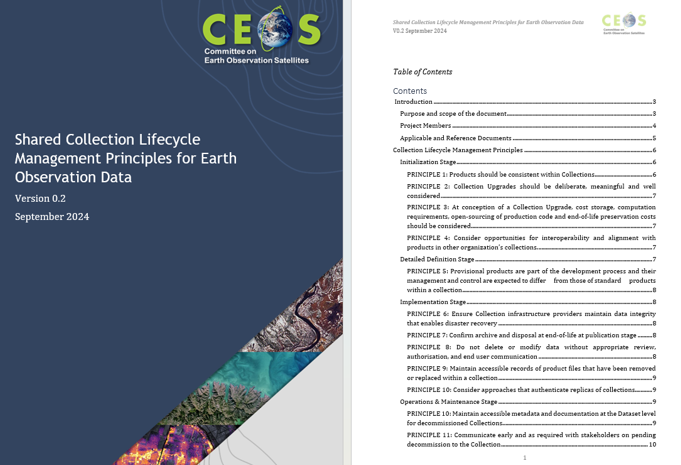 CEOS
Committee on
Earth Observation Satellites
Shared Collection Lifecycle
Management Principles for Earth
Observation Data
Version 0.2
September 2024
Shared Collection Lifecycle Management Principles for Earth Observation Data
V0.2 September 2024
CEOS
Committee on
Earth Observation Satellites
Table of Contents
Contents
Introduction 3
Purpose and scope of the document 3
Project Members 4
Applicable and Reference Documents 5
Collection Lifecycle Management Principles 6
Initialization Stage 6
PRINCIPLE 1: Products should be consistent within Collections 6
PRINCIPLE 2: Collection Upgrades should be deliberate, meaningful and well
considered 7
PRINCIPLE 3: At conception of a Collection Upgrade, cost storage, computation
requirements, open-sourcing of production code and end-of-life preservation costs
should be considered 7
PRINCIPLE 4: Consider opportunities for interoperability and alignment with
products in other organization's collections 7
Detailed Definition Stage 7
PRINCIPLE 5: Provisional products are part of the development process and their
management and control are expected to differ from those of standard products
within a collection 8
Implementation Stage 8
PRINCIPLE 6: Ensure Collection infrastructure providers maintain data integrity
that enables disaster recovery 8
PRINCIPLE 7: Confirm archive and disposal at end-of-life at publication stage 8
PRINCIPLE 8: Do not delete or modify data without appropriate review,
authorisation, and end user communication 8
PRINCIPLE 9: Maintain accessible records of product files that have been removed
or replaced within a collection 9
PRINCIPLE 10: Consider approaches that authenticate replicas of collections 9
Operations & Maintenance Stage 9
PRINCIPLE 10: Maintain accessible metadata and documentation at the Dataset level
for decommissioned Collections 9
PRINCIPLE 11: Communicate early and as required with stakeholders on pending
decommission to the Collection 10
1